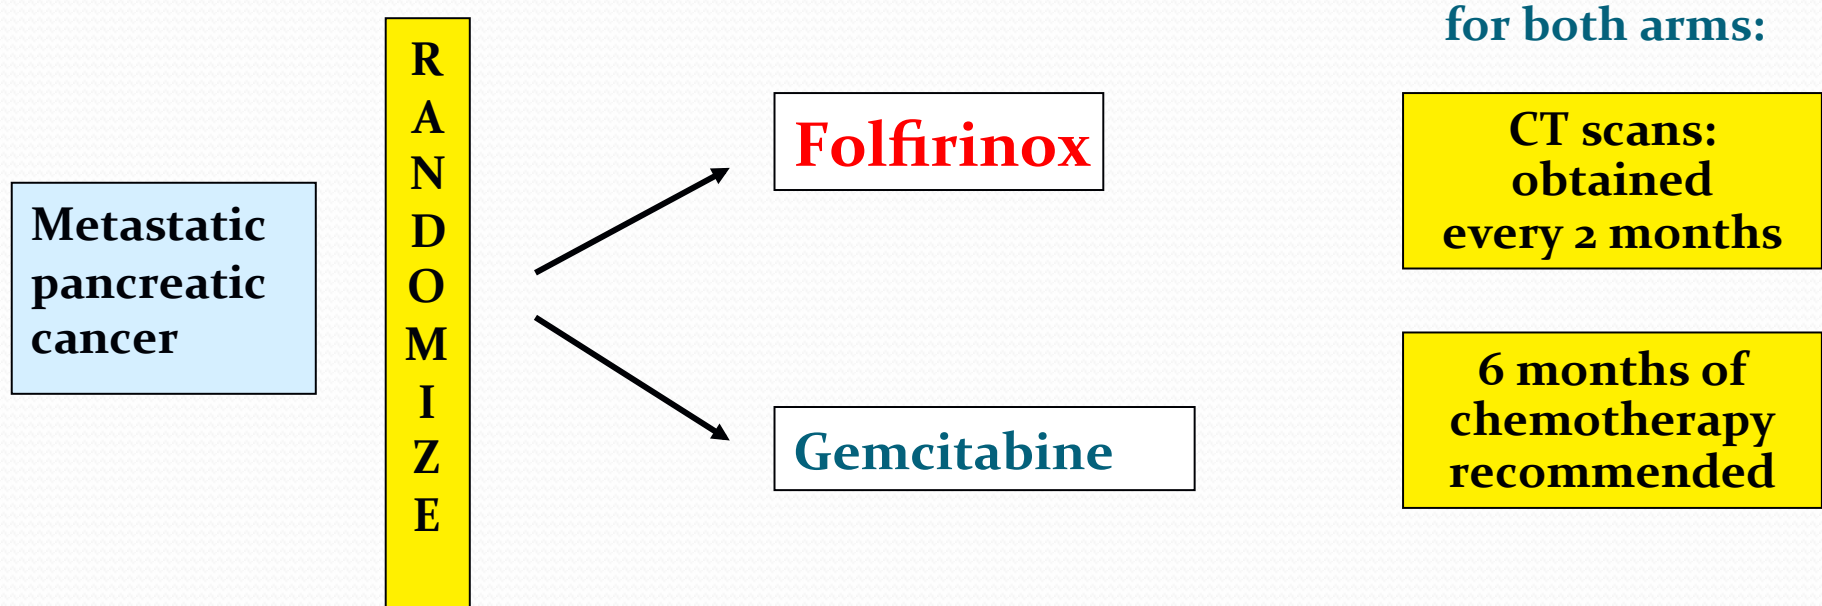 Metastatic
pancreatic
cancer
R
A
N
D
O
M
I
Z
E
Folfirinox
Gemcitabine
for both arms:
CT scans:
obtained
every 2 months
6 months of
chemotherapy
recommended